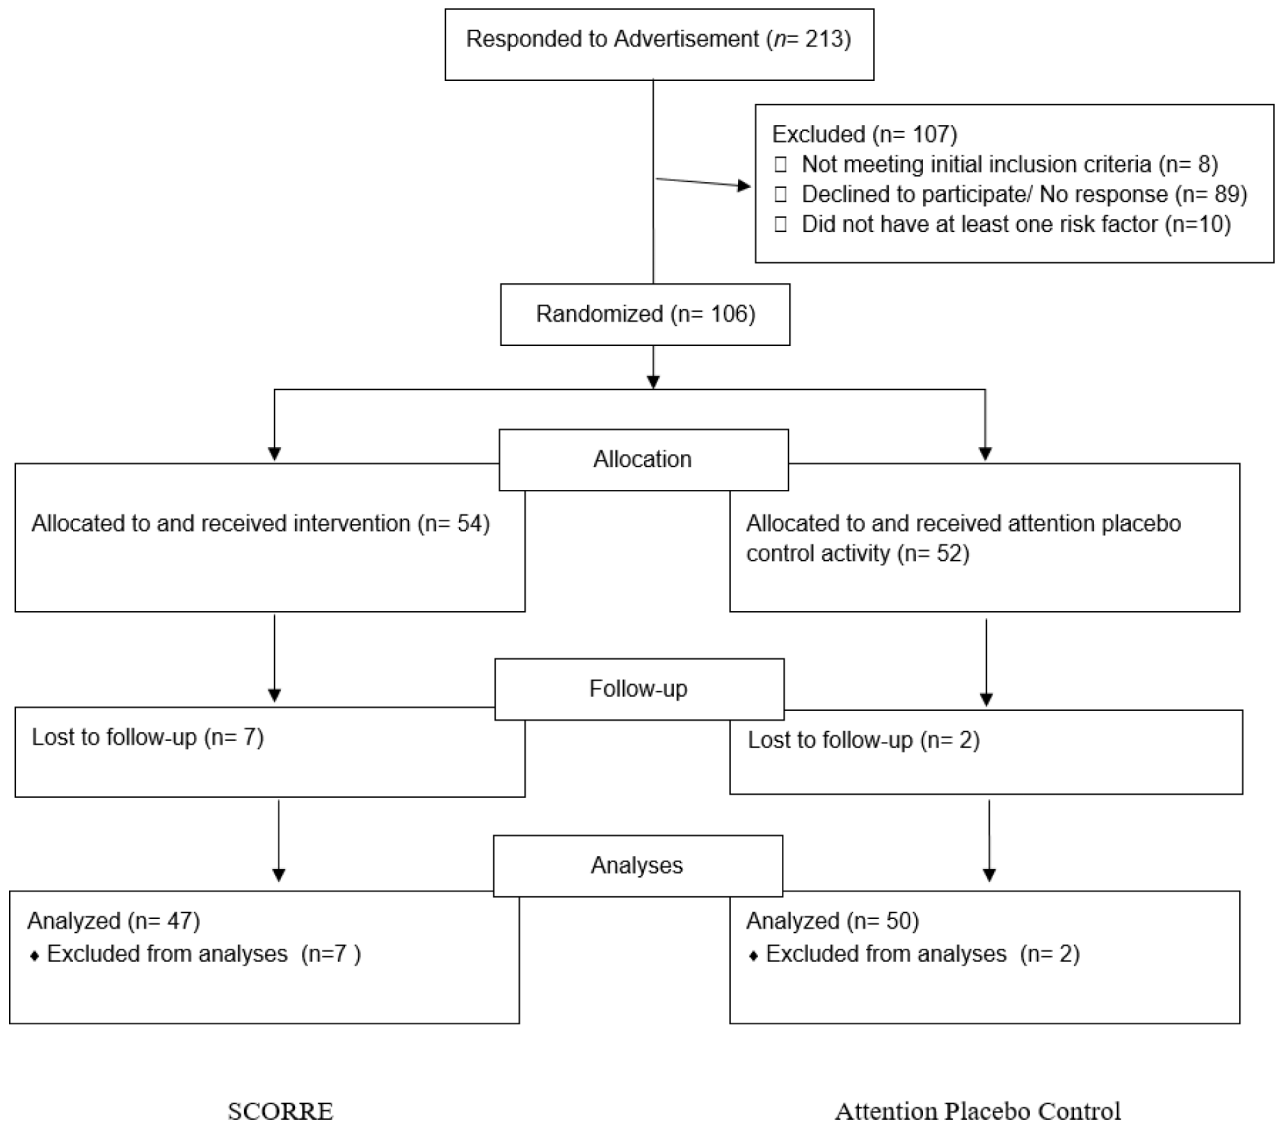 Responded to Advertisement (n= 213)
Excluded (n= 107)
Not meeting initial inclusion criteria (n= 8)
Declined to participate/ No response (n= 89)
Did not have at least one risk factor (n=10)
Randomized (n= 106)
Allocation
Allocated to and received intervention (n= 54)
Allocated to and received attention placebo
control activity (n= 52)
Follow-up
Lost to follow-up (n= 7)
Lost to follow-up (n= 2)
Analyses
Analyzed (n= 47)
♦ Excluded from analyses (n=7 )
Analyzed (n= 50)
♦ Excluded from analyses (n= 2)
SCORRE
Attention Placebo Control